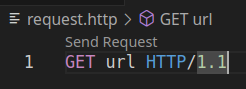 request.http > GET url
Send Request
1 GET url HTTP/1.1